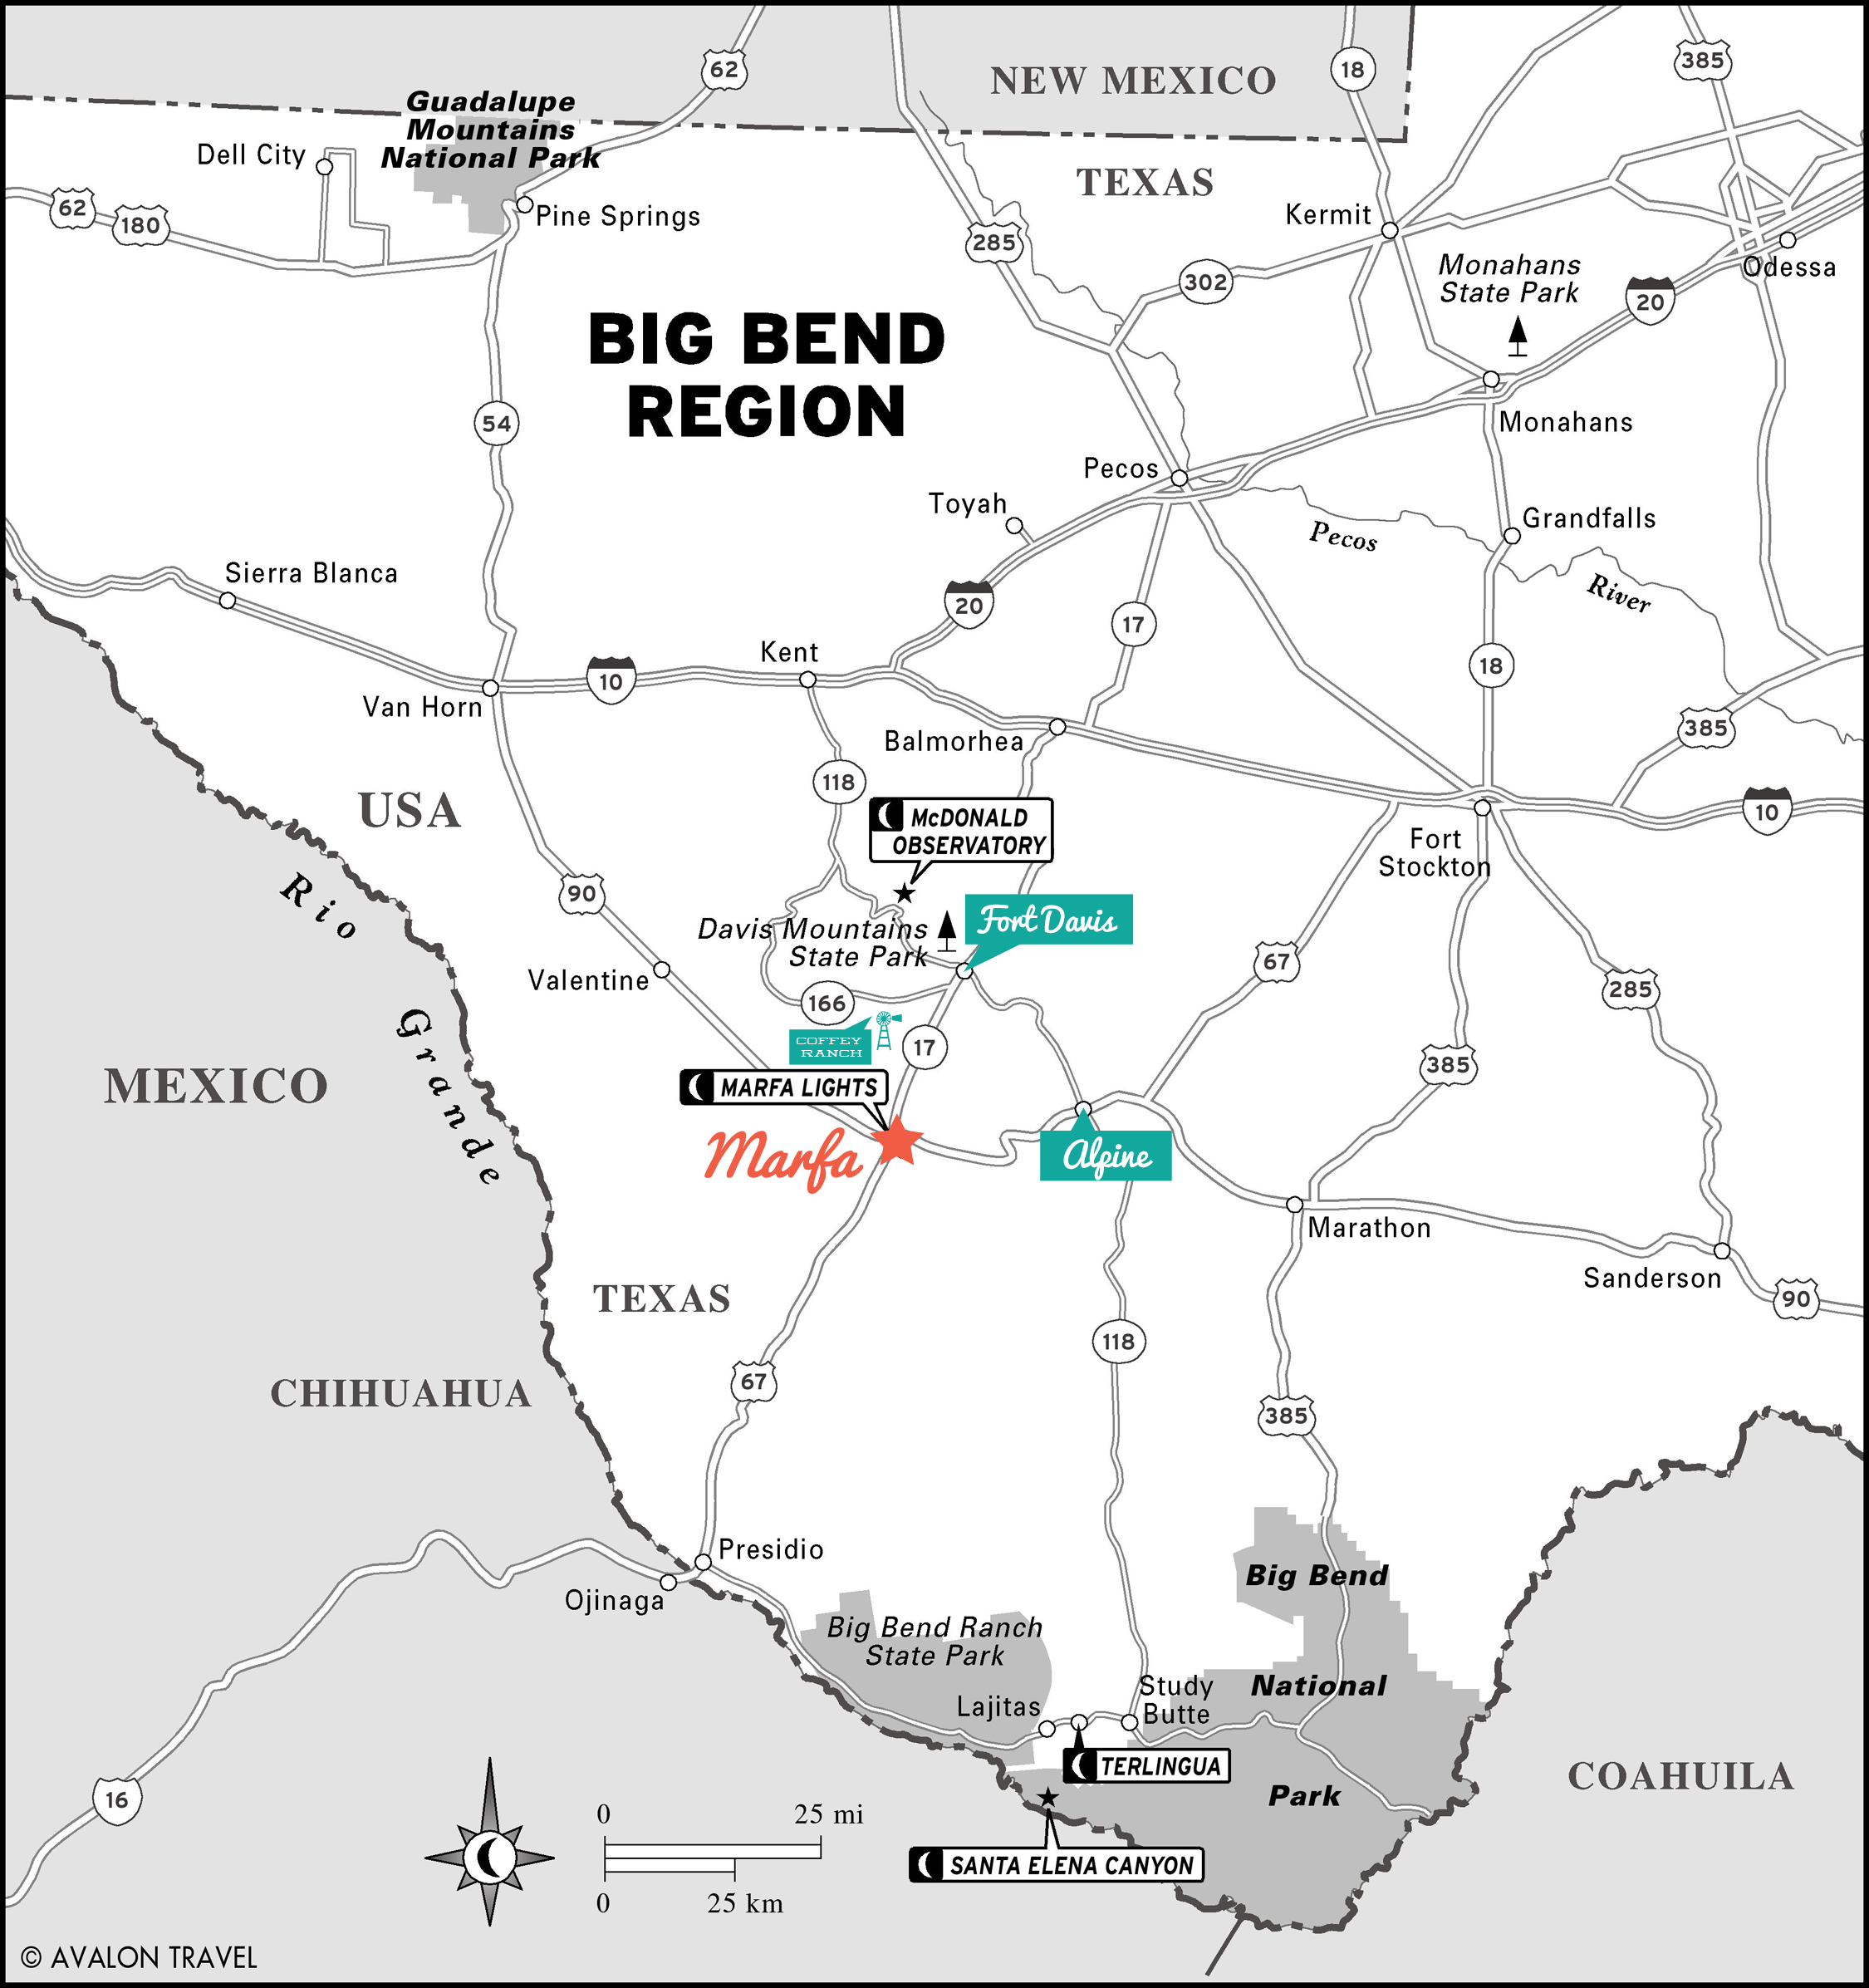 62
NEW MEXICO
18
385
Guadalupe
Mountains
National Park
Dell City
TEXAS
62
180
Pine Springs
285
Kermit
302
Monahans
State Park
Odessa
20
BIG BEND
REGION
54
Monahans
Pecos
Toyah
Grandfalls
Pecos
River
Sierra Blanca
20
17
18
Kent
10
Van Horn
Balmorhea
385
118
USA
McDONALD
OBSERVATORY
10
Fort
Stockton
Rio
Grande
90
Davis Mountains
State Park
Fort Davis
67
285
Valentine
166
COFFEY
RANCH
17
385
MEXICO
MARFA LIGHTS
Marfa
Alpine
Marathon
Sanderson
90
TEXAS
118
67
CHIHUAHUA
385
Presidio
Ojinaga
Big Bend
National
Park
Big Bend Ranch
State Park
Lajitas
Study
Butte
TERLINGUA
COAHUILA
16
0
25 mi
0
25 km
SANTA ELENA CANYON
© AVALON TRAVEL